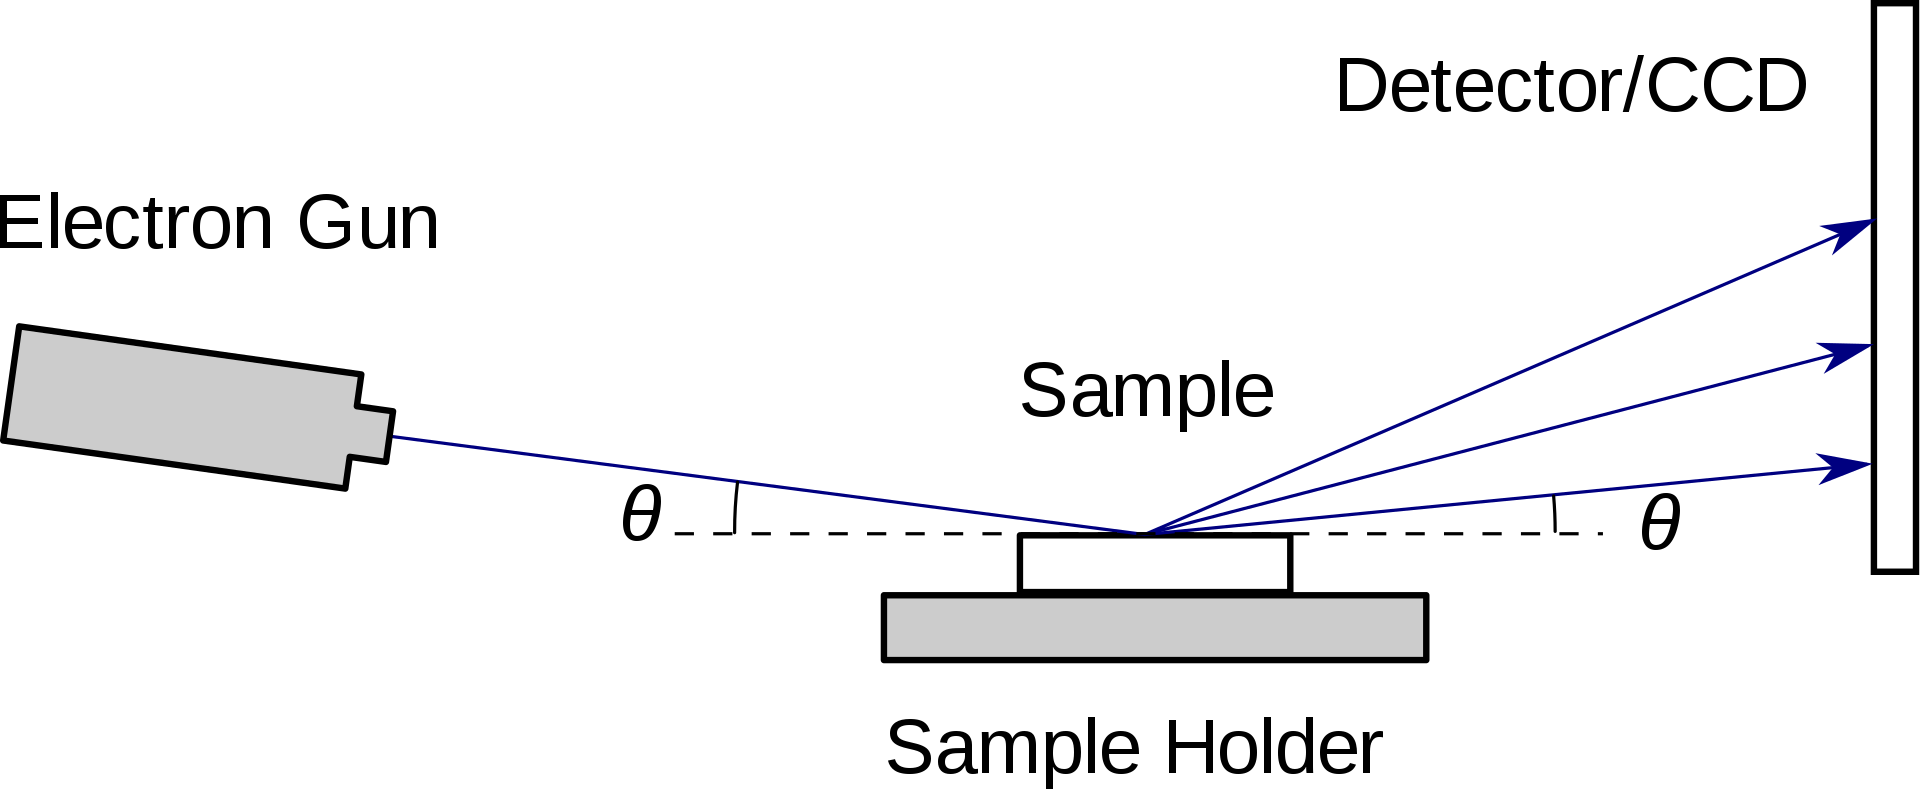 Detector/CCD
Electron Gun
Sample
θ
θ
Sample Holder